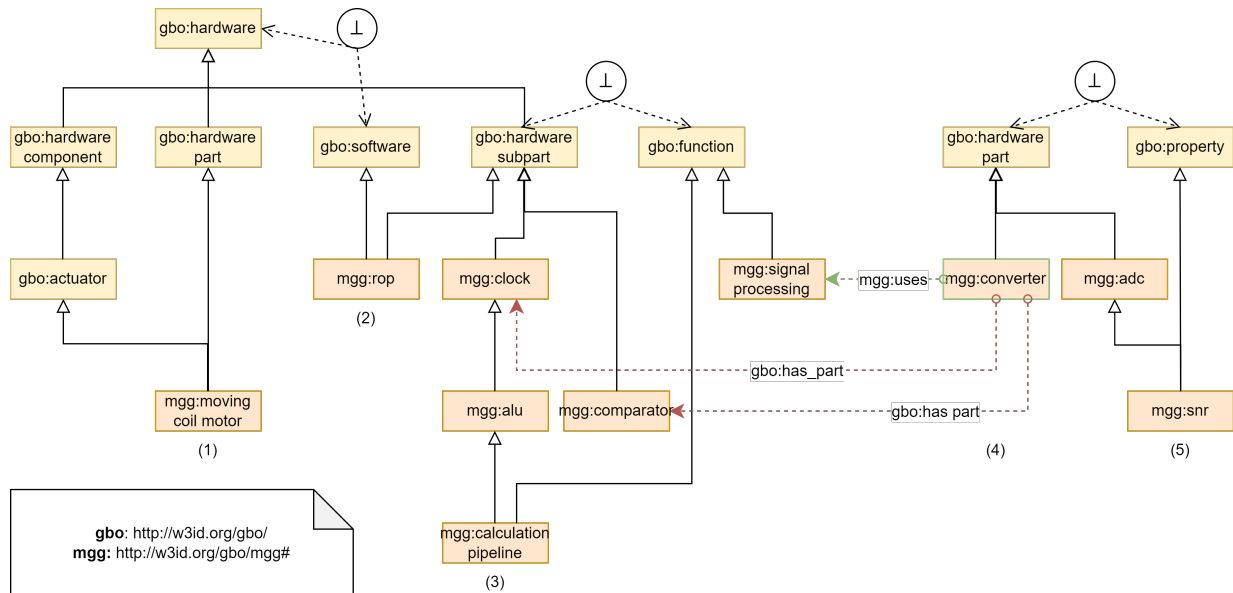 gbo:hardware
⊥
⊥
⊥
gbo:hardware
component
gbo:hardware
part
gbo:software
gbo:hardware
subpart
gbo:function
gbo:hardware
part
gbo:property
gbo:actuator
mgg:rop
mgg:clock
mgg:signal
processing
mgg:uses
mgg:converter
mgg:adc
(2)
gbo:has_part
mgg:moving
coil motor
mgg:alu
mgg:comparator
gbo:has part
mgg:snr
(1)
(4)
(5)
mgg:calculation
pipeline
(3)
gbo: http://w3id.org/gbo/
mgg: http://w3id.org/gbo/mgg#